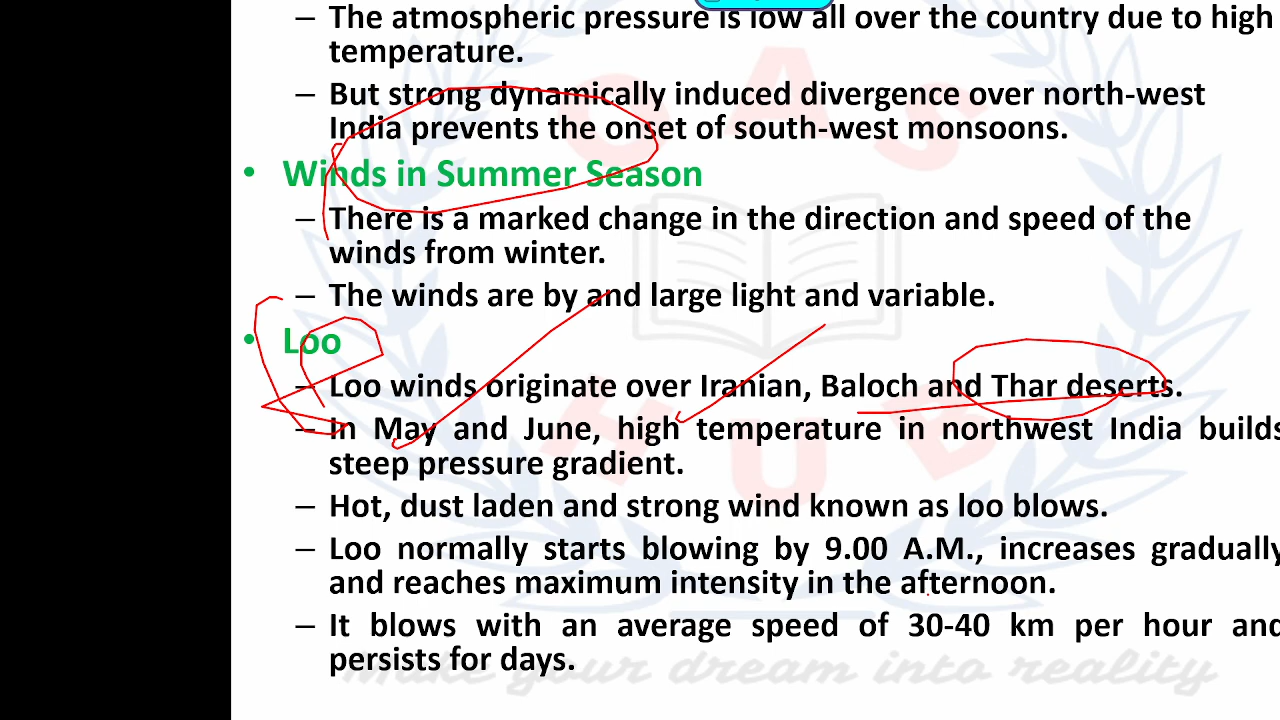 – The atmospheric pressure is low all over the country due to high
temperature.
– But strong dynamically induced divergence over north-west
India prevents the onset of south-west monsoons.
• Winds in Summer Season
– There is a marked change in the direction and speed of the
winds from winter.
– The winds are by and large light and variable.
• Loo
– Loo winds originate over Iranian, Baloch and Thar deserts.
– In May and June, high temperature in northwest India builds
steep pressure gradient.
– Hot, dust laden and strong wind known as loo blows.
– Loo normally starts blowing by 9.00 A.M., increases gradually
and reaches maximum intensity in the afternoon.
– It blows with an average speed of 30-40 km per hour and
persists for days.
make your dream into reality